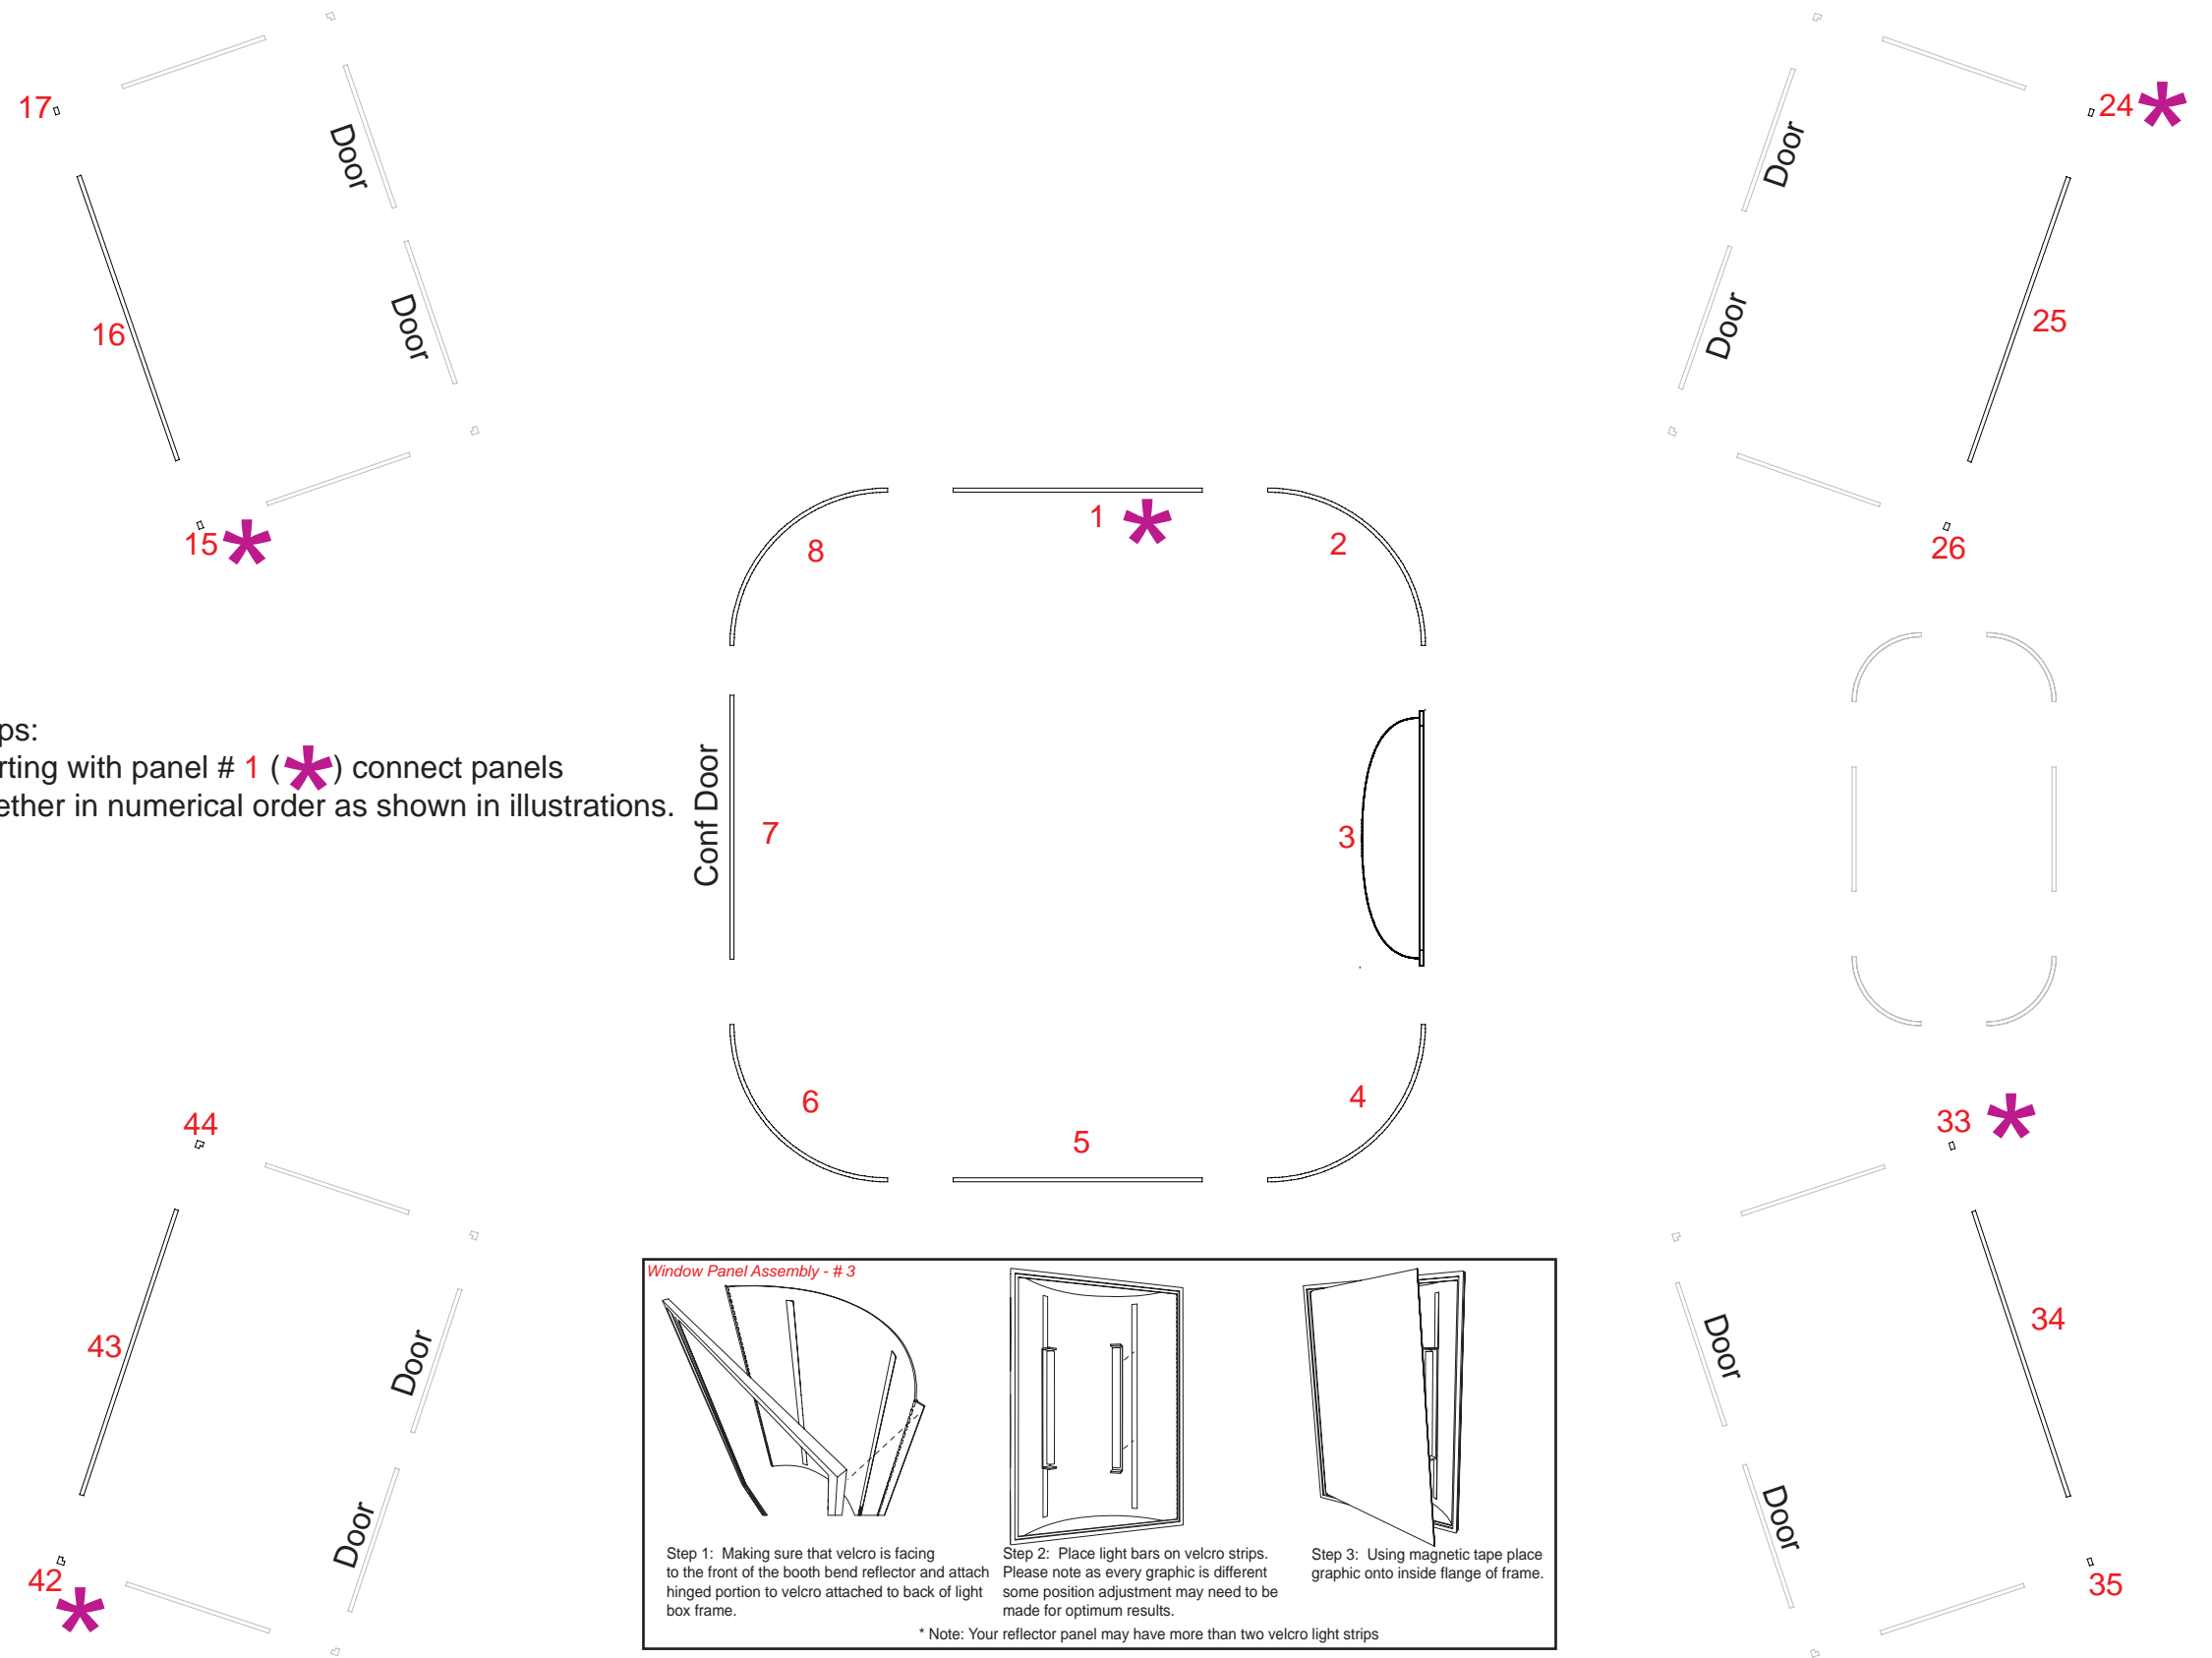 17
Door
Door
24*
16
Door
Door
25
15*
26
1 *
8
2
ps:
rting with panel # 1 (*) connect panels
ether in numerical order as shown in illustrations.
Conf Door
7
3
6
4
5
44
33 *
43
Door
Door
34
Door
Door
42
*
35
Window Panel Assembly - # 3
Step 1: Making sure that velcro is facing
to the front of the booth bend reflector and attach
hinged portion to velcro attached to back of light
box frame.
Step 2: Place light bars on velcro strips.
Please note as every graphic is different
some position adjustment may need to be
made for optimum results.
Step 3: Using magnetic tape place
graphic onto inside flange of frame.
* Note: Your reflector panel may have more than two velcro light strips